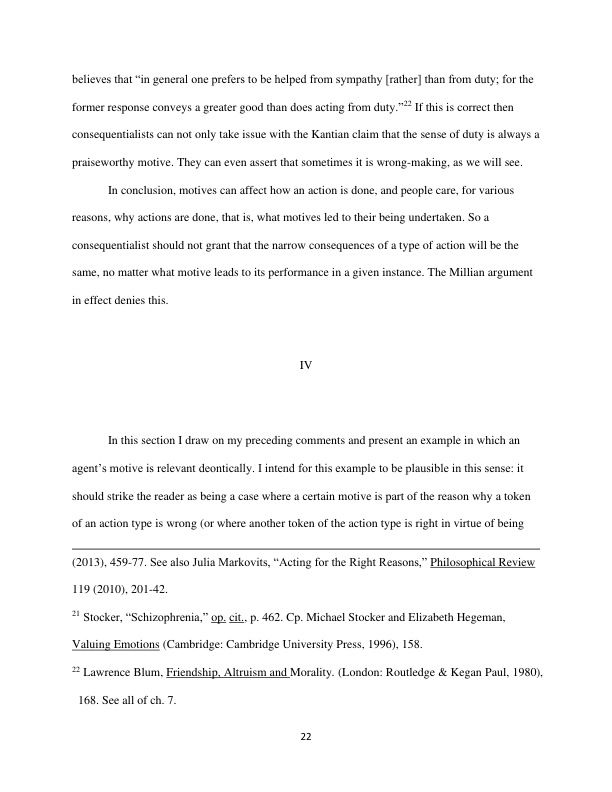 believes that “in general one prefers to be helped from sympathy [rather] than from duty; for the
former response conveys a greater good than does acting from duty.”22 If this is correct then
consequentialists can not only take issue with the Kantian claim that the sense of duty is always a
praiseworthy motive. They can even assert that sometimes it is wrong-making, as we will see.
In conclusion, motives can affect how an action is done, and people care, for various
reasons, why actions are done, that is, what motives led to their being undertaken. So a
consequentialist should not grant that the narrow consequences of a type of action will be the
same, no matter what motive leads to its performance in a given instance. The Millian argument
in effect denies this.
IV
In this section I draw on my preceding comments and present an example in which an
agent’s motive is relevant deontically. I intend for this example to be plausible in this sense: it
should strike the reader as being a case where a certain motive is part of the reason why a token
of an action type is wrong (or where another token of the action type is right in virtue of being
(2013), 459-77. See also Julia Markovits, “Acting for the Right Reasons,” Philosophical Review
119 (2010), 201-42.
21 Stocker, “Schizophrenia,” op. cit., p. 462. Cp. Michael Stocker and Elizabeth Hegeman,
Valuing Emotions (Cambridge: Cambridge University Press, 1996), 158.
22 Lawrence Blum, Friendship, Altruism and Morality. (London: Routledge & Kegan Paul, 1980),
168. See all of ch. 7.
22